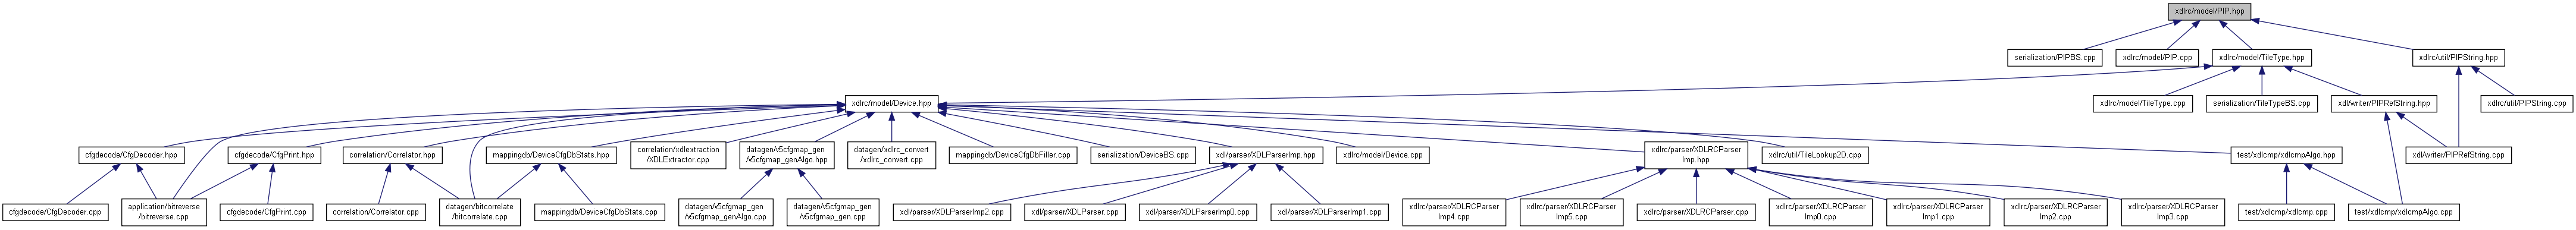 xdlrc/model/PIP.hpp
serialization/PIPBS.cpp
xdlrc/model/PIP.cpp
xdlrc/model/TileType.hpp
xdlrc/util/PIPString.hpp
xdlrc/model/Device.hpp
xdlrc/model/TileType.cpp
serialization/TileTypeBS.cpp
xdl/writer/PIPRefString.hpp
xdlrc/util/PIPString.cpp
cfgdecode/CfgDecoder.hpp
cfgdecode/CfgPrint.hpp
correlation/Correlator.hpp
mappingdb/DeviceCfgDbStats.hpp
correlation/xdlextraction
/XDLExtractor.cpp
datagen/v5cfgmap_gen
/v5cfgmap_genAlgo.hpp
datagen/xdlrc_convert
/xdlrc_convert.cpp
mappingdb/DeviceCfgDbFiller.cpp
serialization/DeviceBS.cpp
xdl/parser/XDLParserImp.hpp
xdlrc/model/Device.cpp
xdlrc/parser/XDLRCParser
Imp.hpp
xdlrc/util/TileLookup2D.cpp
test/xdlcmp/xdlcmpAlgo.hpp
xdl/writer/PIPRefString.cpp
cfgdecode/CfgDecoder.cpp
application/bitreverse
/bitreverse.cpp
cfgdecode/CfgPrint.cpp
correlation/Correlator.cpp
datagen/bitcorrelate
/bitcorrelate.cpp
mappingdb/DeviceCfgDbStats.cpp
datagen/v5cfgmap_gen
/v5cfgmap_genAlgo.cpp
datagen/v5cfgmap_gen
/v5cfgmap_gen.cpp
xdl/parser/XDLParserImp2.cpp
xdl/parser/XDLParser.cpp
xdl/parser/XDLParserImp0.cpp
xdl/parser/XDLParserImp1.cpp
xdlrc/parser/XDLRCParser
Imp4.cpp
xdlrc/parser/XDLRCParser
Imp5.cpp
xdlrc/parser/XDLRCParser.cpp
xdlrc/parser/XDLRCParser
Imp0.cpp
xdlrc/parser/XDLRCParser
Imp1.cpp
xdlrc/parser/XDLRCParser
Imp2.cpp
xdlrc/parser/XDLRCParser
Imp3.cpp
test/xdlcmp/xdlcmp.cpp
test/xdlcmp/xdlcmpAlgo.cpp